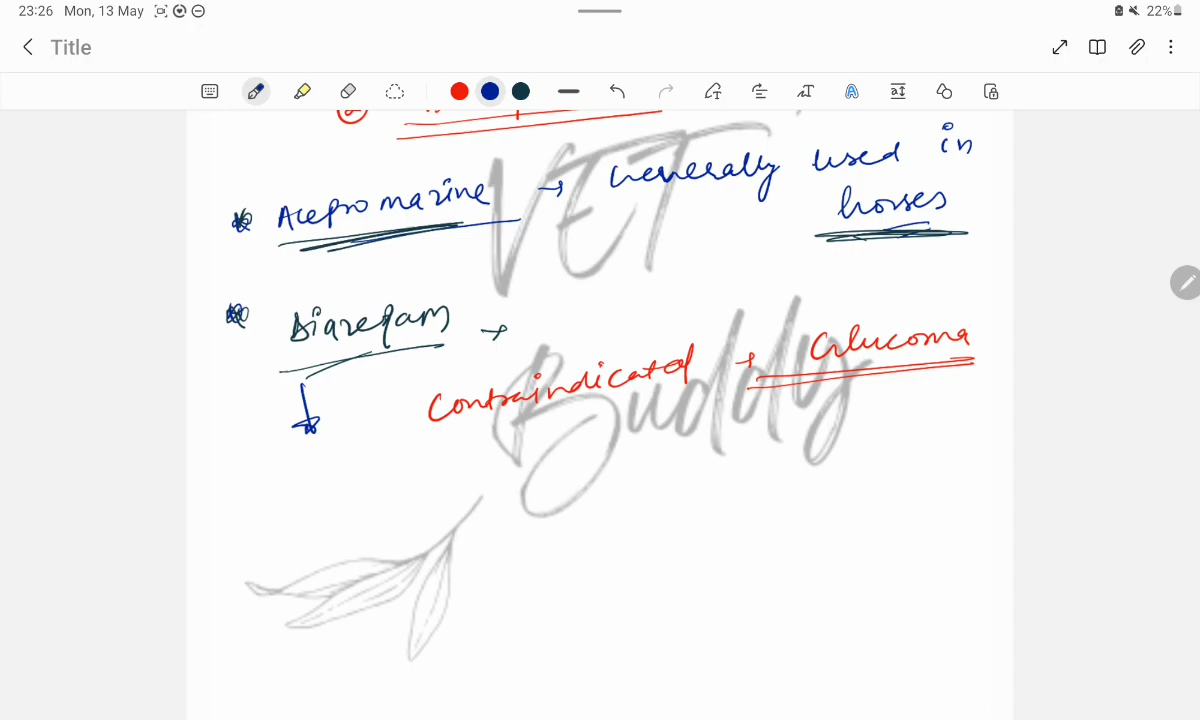 23:26 Mon, 13 May 22%
Title
Acepromazine → Generally used in
horses
Diazepam →
Contraindicated → Glucoma
VET
Buddy